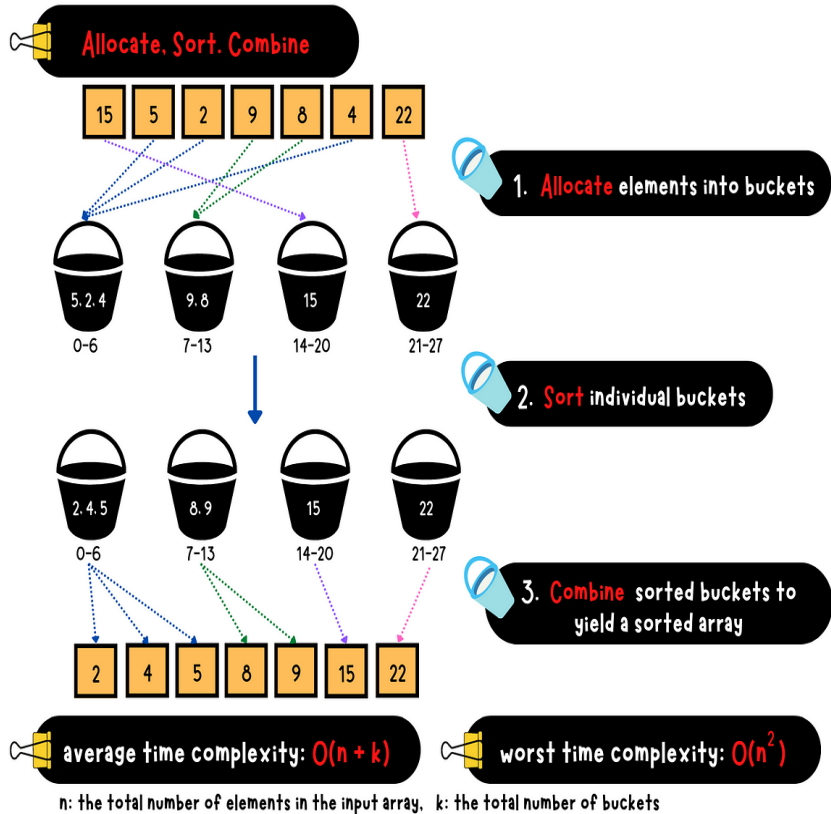 Allocate, Sort, Combine
15 5 2 9 8 4 22
1. Allocate elements into buckets
5, 2, 4 9, 8 15 22
0-6 7-13 14-20 21-27
2. Sort individual buckets
2, 4, 5 8, 9 15 22
0-6 7-13 14-20 21-27
3. Combine sorted buckets to
yield a sorted array
2 4 5 8 9 15 22
average time complexity: O(n + k)
worst time complexity: O(n²)
n: the total number of elements in the input array, k: the total number of buckets